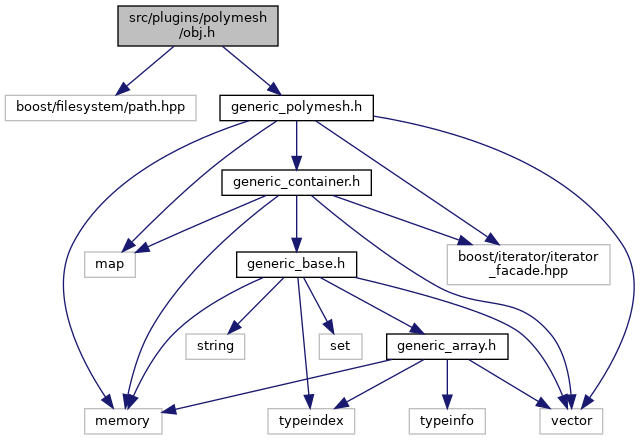 src/plugins/polymesh
/obj.h
boost/filesystem/path.hpp
generic_polymesh.h
generic_container.h
map
generic_base.h
boost/iterator/iterator
_facade.hpp
string
set
generic_array.h
memory
typeindex
typeinfo
vector